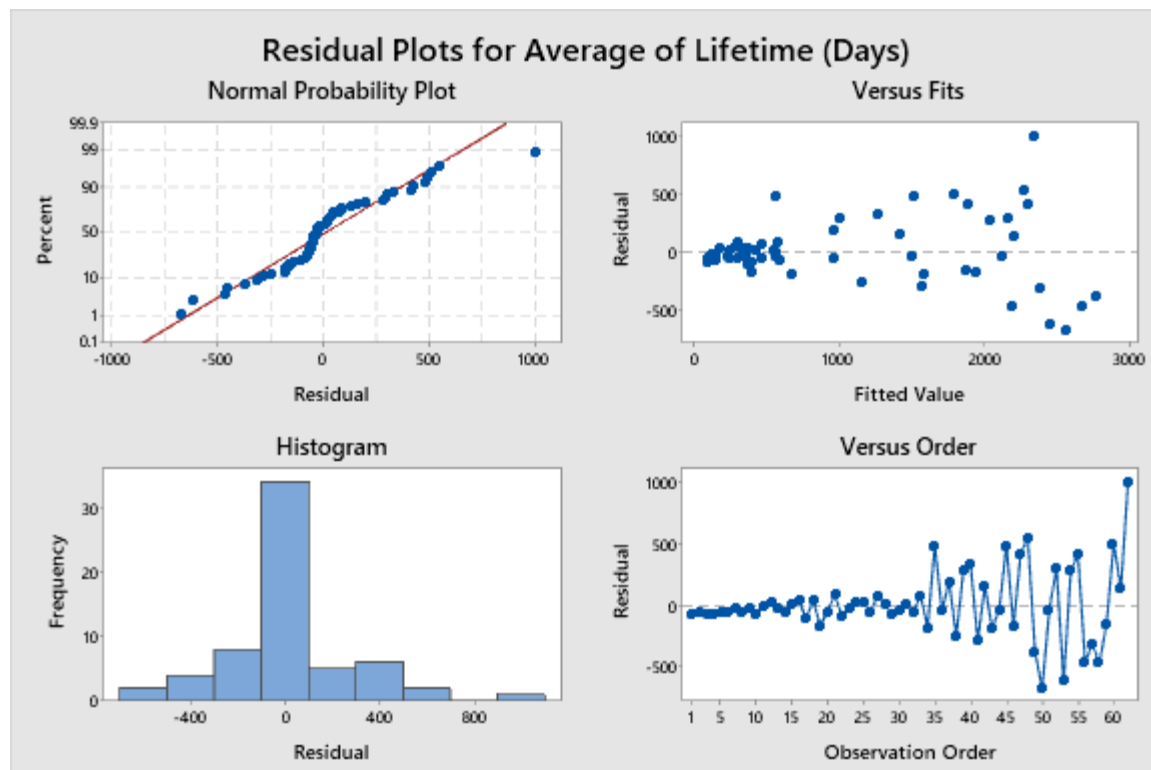 Residual Plots for Average of Lifetime (Days)
Normal Probability Plot
99.9
99
90
50
10
1
0.1
Percent
-1000 -500 0 500 1000
Residual
Versus Fits
1000
500
0
-500
Residual
0 1000 2000 3000
Fitted Value
Histogram
30
20
10
0
Frequency
-400 0 400 800
Residual
Versus Order
1000
500
0
-500
Residual
1 5 10 15 20 25 30 35 40 45 50 55 60
Observation Order